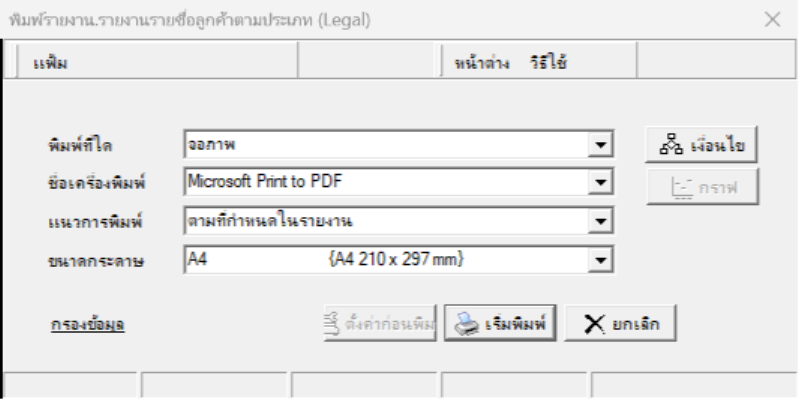 พิมพ์รายงาน.รายงานรายชื่อลูกค้าตามประเภท (Legal)
แฟ้ม หน้าต่าง วิธีใช้
พิมพ์ที่ใด จอภาพ เงื่อนไข
ชื่อเครื่องพิมพ์ Microsoft Print to PDF กราฟ
แนวการพิมพ์ ตามที่กำหนดในรายงาน
ขนาดกระดาษ A4 {A4 210 x 297 mm}
กรองข้อมูล ตั้งค่าก่อนพิม เริ่มพิมพ์ ยกเลิก